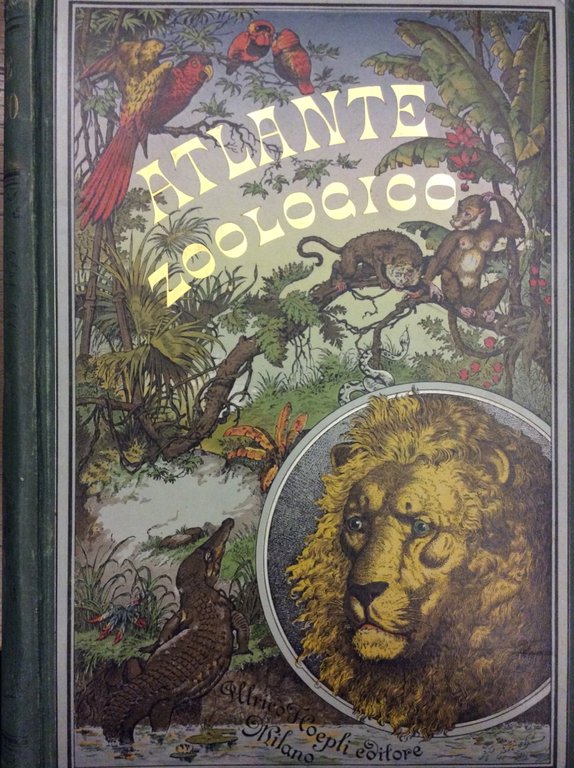 ATLANTE
ZOOLOGICO
Ulrico Hoepli editore
Milano